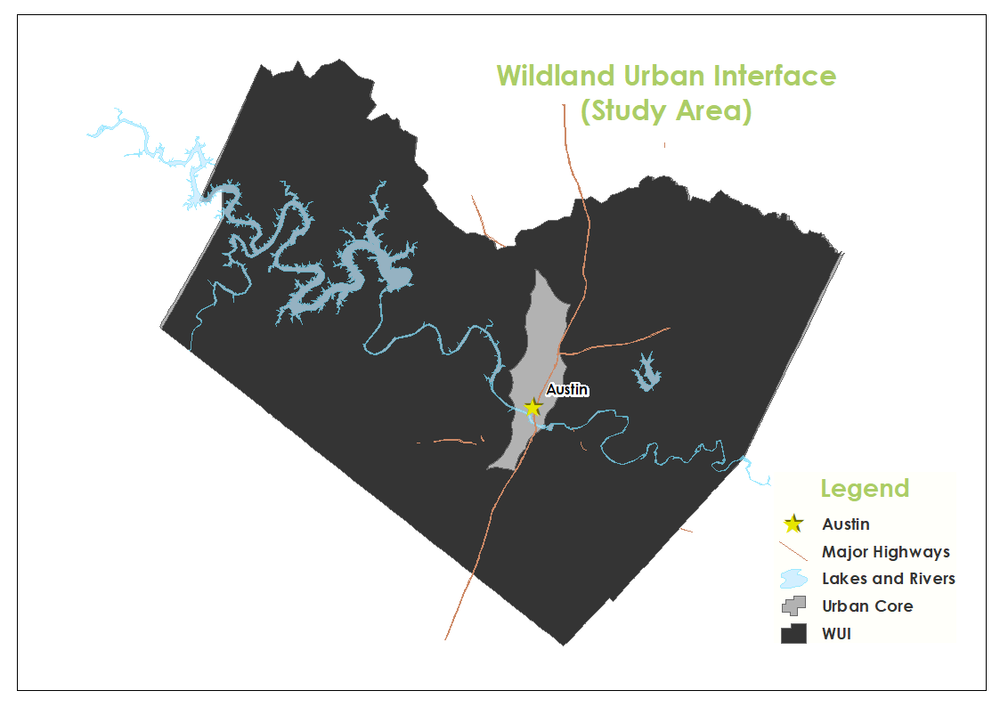 Wildland Urban Interface
(Study Area)
Austin
Legend
Austin
Major Highways
Lakes and Rivers
Urban Core
WUI